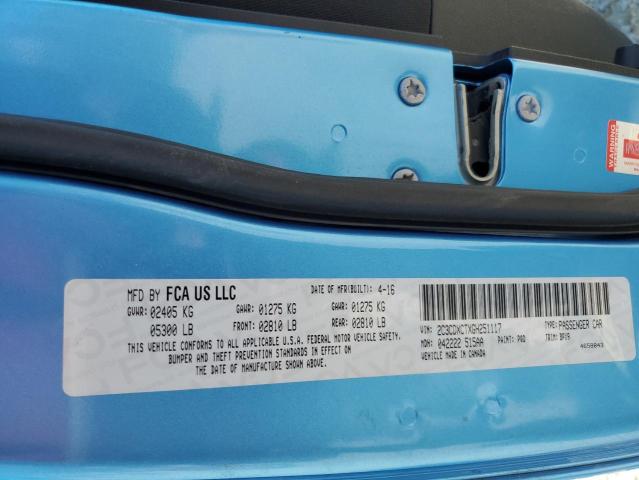 WARNING
MFD BY FCA US LLC
DATE OF MFR(BUILT): 4-16
GVWR: 02405 KG GAWR: 01275 KG GAWR: 01275 KG
05300 LB FRONT: 02810 LB REAR: 02810 LB
THIS VEHICLE CONFORMS TO ALL APPLICABLE U.S.A. FEDERAL MOTOR VEHICLE SAFETY,
BUMPER AND THEFT PREVENTION STANDARDS IN EFFECT ON
THE DATE OF MANUFACTURE SHOWN ABOVE.
VIN: 2C3CDXCTXGH251117 TYPE: PASSENGER CAR
MDH: 042222 515AA PAINT: PQD TRIM: DPX9
VEHICLE MADE IN CANADA 4658843